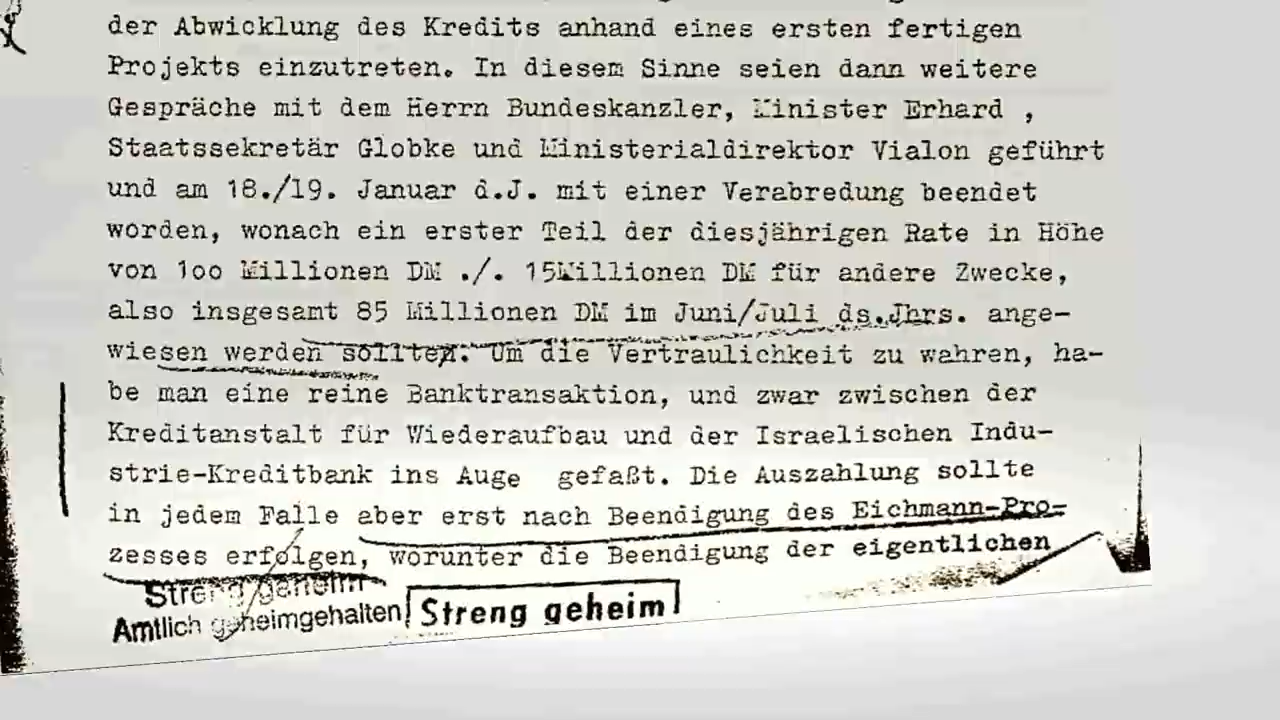 der Abwicklung des Kredits anhand eines ersten fertigen
Projekts einzutreten. In diesem Sinne seien dann weitere
Gespräche mit dem Herrn Bundeskanzler, Minister Erhard ,
Staatssekretär Globke und Ministerialdirektor Vialon geführt
und am 18./19. Januar d.J. mit einer Verabredung beendet
worden, wonach ein erster Teil der diesjährigen Rate in Höhe
von 1oo Millionen DM ./. 15Millionen DM für andere Zwecke,
also insgesamt 85 Millionen DM im Juni/Juli ds.Jhrs. ange-
wiesen werden sollten. Um die Vertraulichkeit zu wahren, ha-
be man eine reine Banktransaktion, und zwar zwischen der
Kreditanstalt für Wiederaufbau und der Israelischen Indu-
strie-Kreditbank ins Auge gefaßt. Die Auszahlung sollte
in jedem Falle aber erst nach Beendigung des Eichmann-Pro-
zesses erfolgen, worunter die Beendigung der eigentlichen
Streng geheim
Amtlich geheimgehalten
Streng geheim